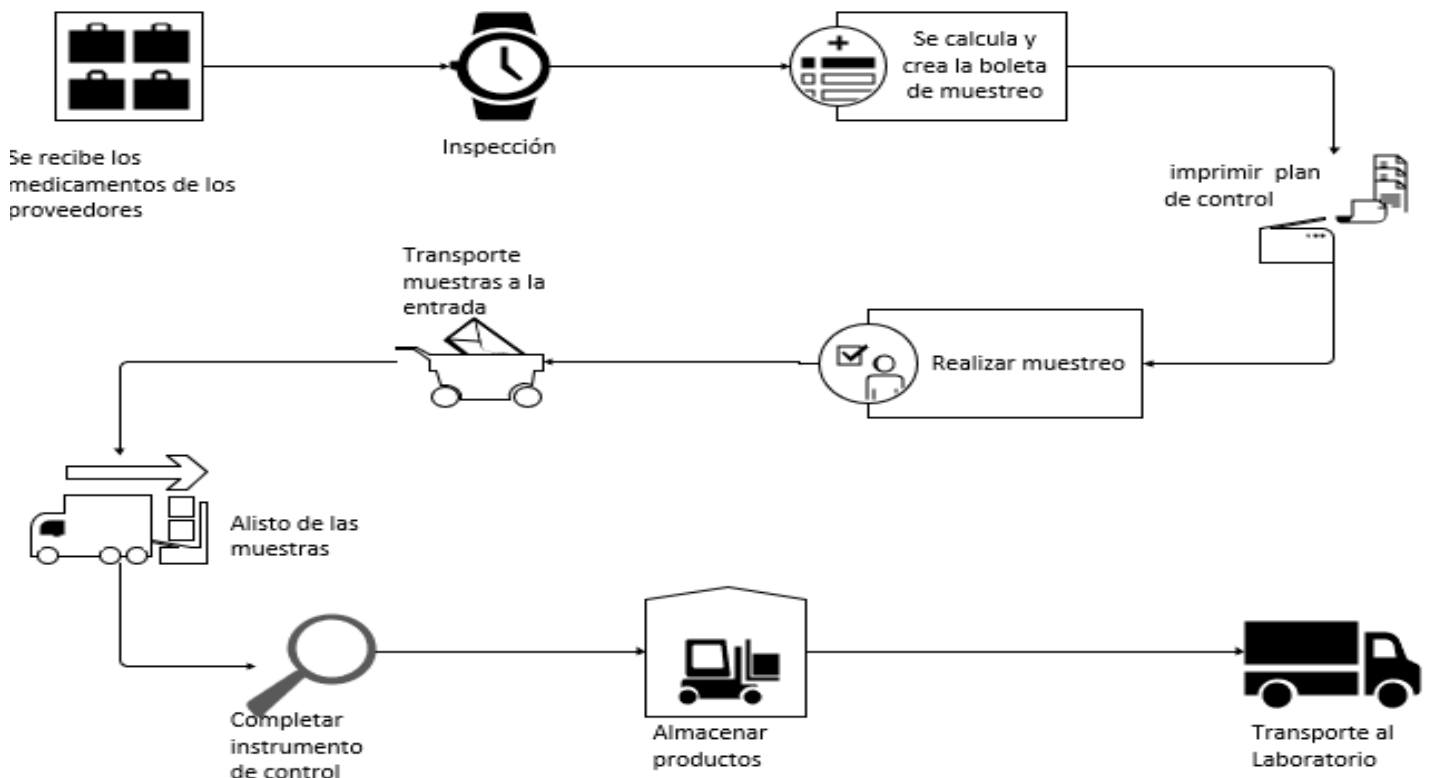 Se recibe los
medicamentos de los
proveedores
Inspección
Se calcula y
crea la boleta
de muestreo
imprimir plan
de control
Realizar muestreo
Transporte
muestras a la
entrada
Alisto de las
muestras
Completar
instrumento
de control
Almacenar
productos
Transporte al
Laboratorio